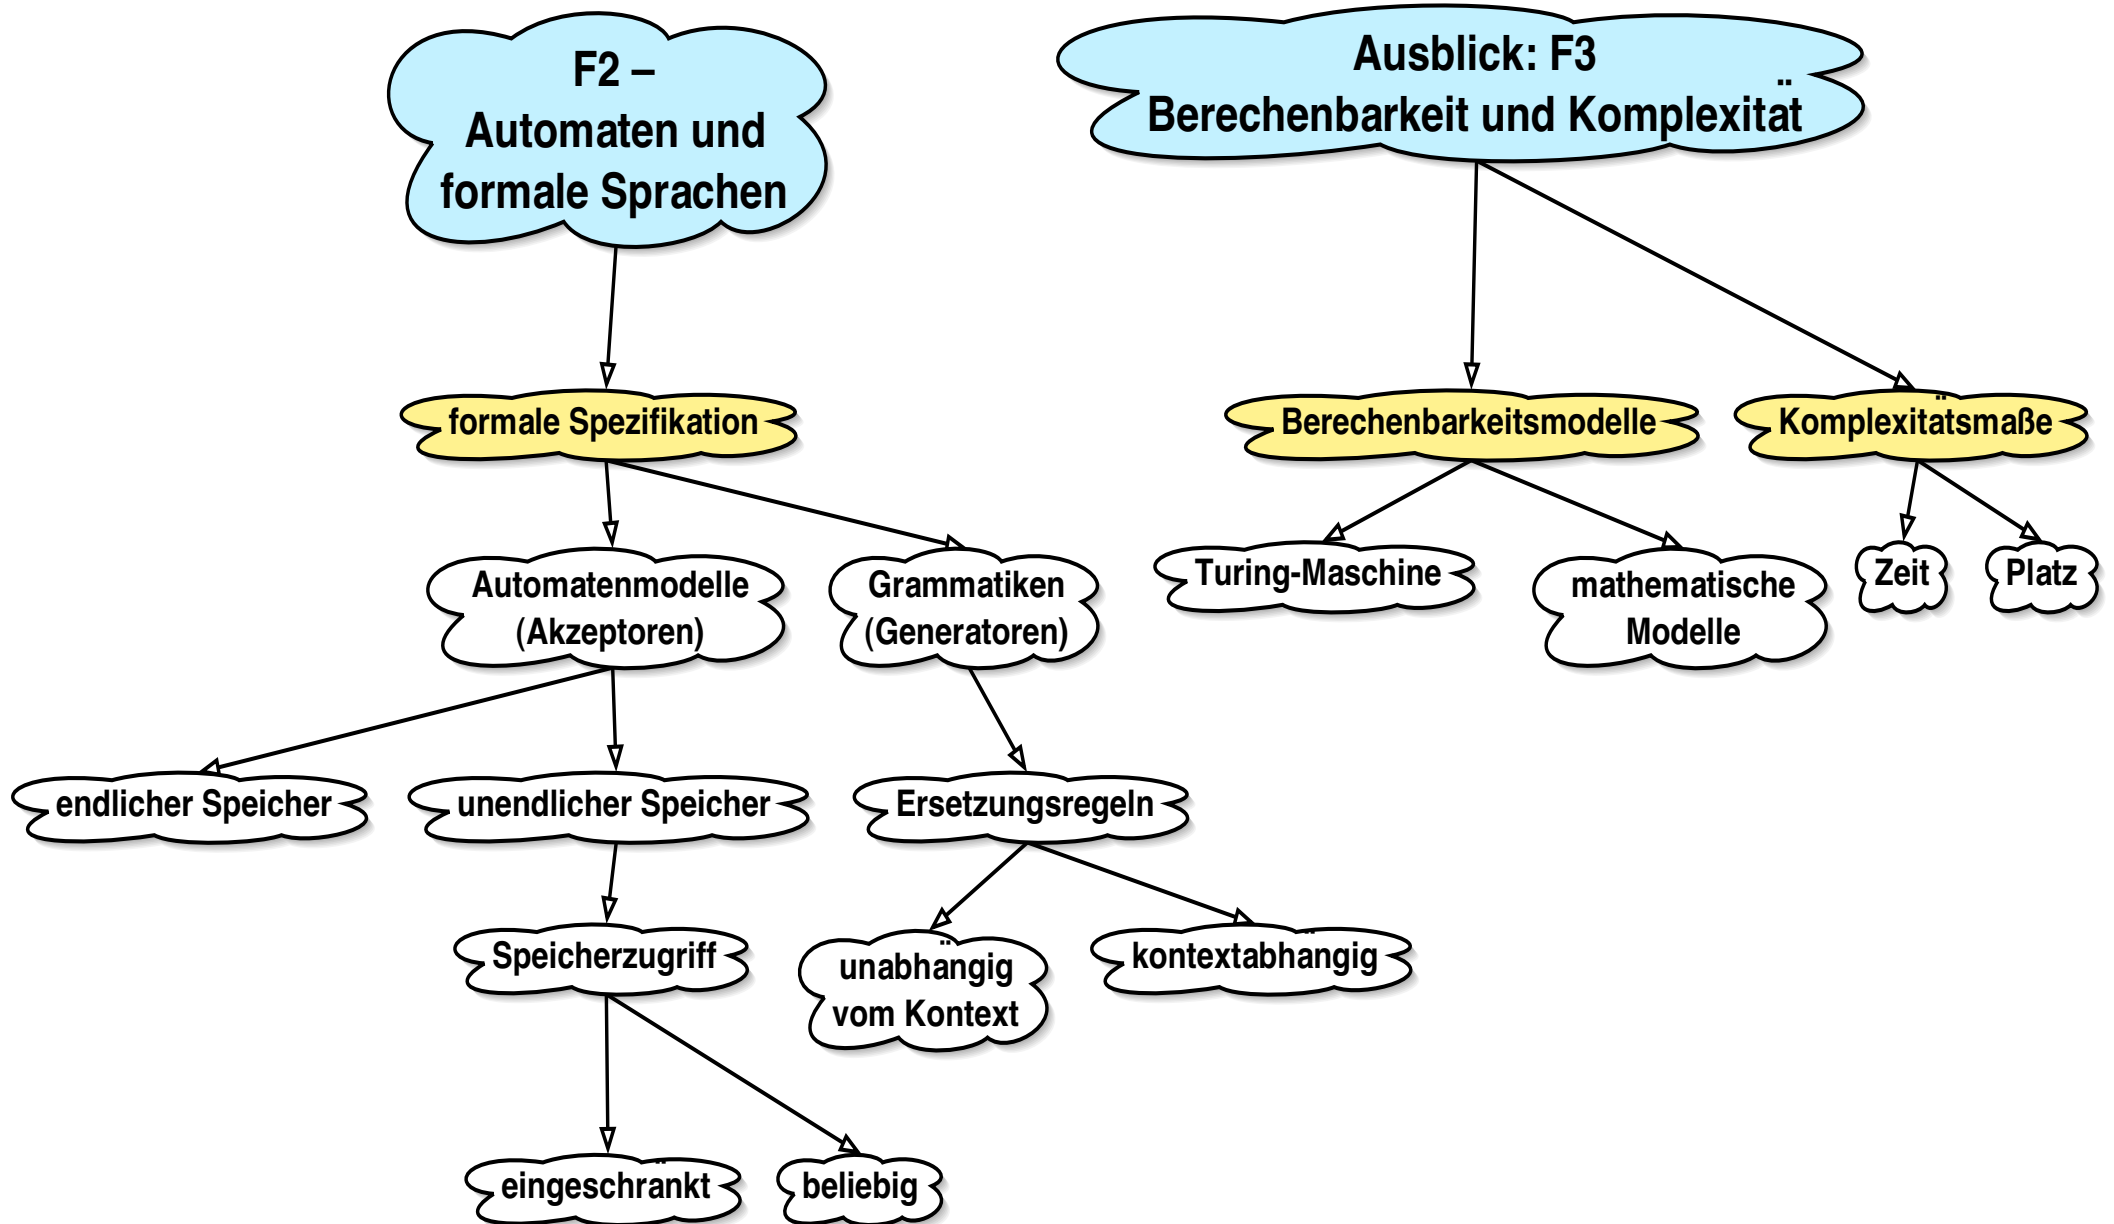 F2 –
Automaten und
formale Sprachen
Ausblick: F3
Berechenbarkeit und Komplexität
formale Spezifikation
Berechenbarkeitsmodelle
Komplexitätsmaße
Automatenmodelle
(Akzeptoren)
Grammatiken
(Generatoren)
Turing-Maschine
mathematische
Modelle
Zeit
Platz
endlicher Speicher
unendlicher Speicher
Ersetzungsregeln
Speicherzugriff
unabhängig
vom Kontext
kontextabhängig
eingeschränkt
beliebig